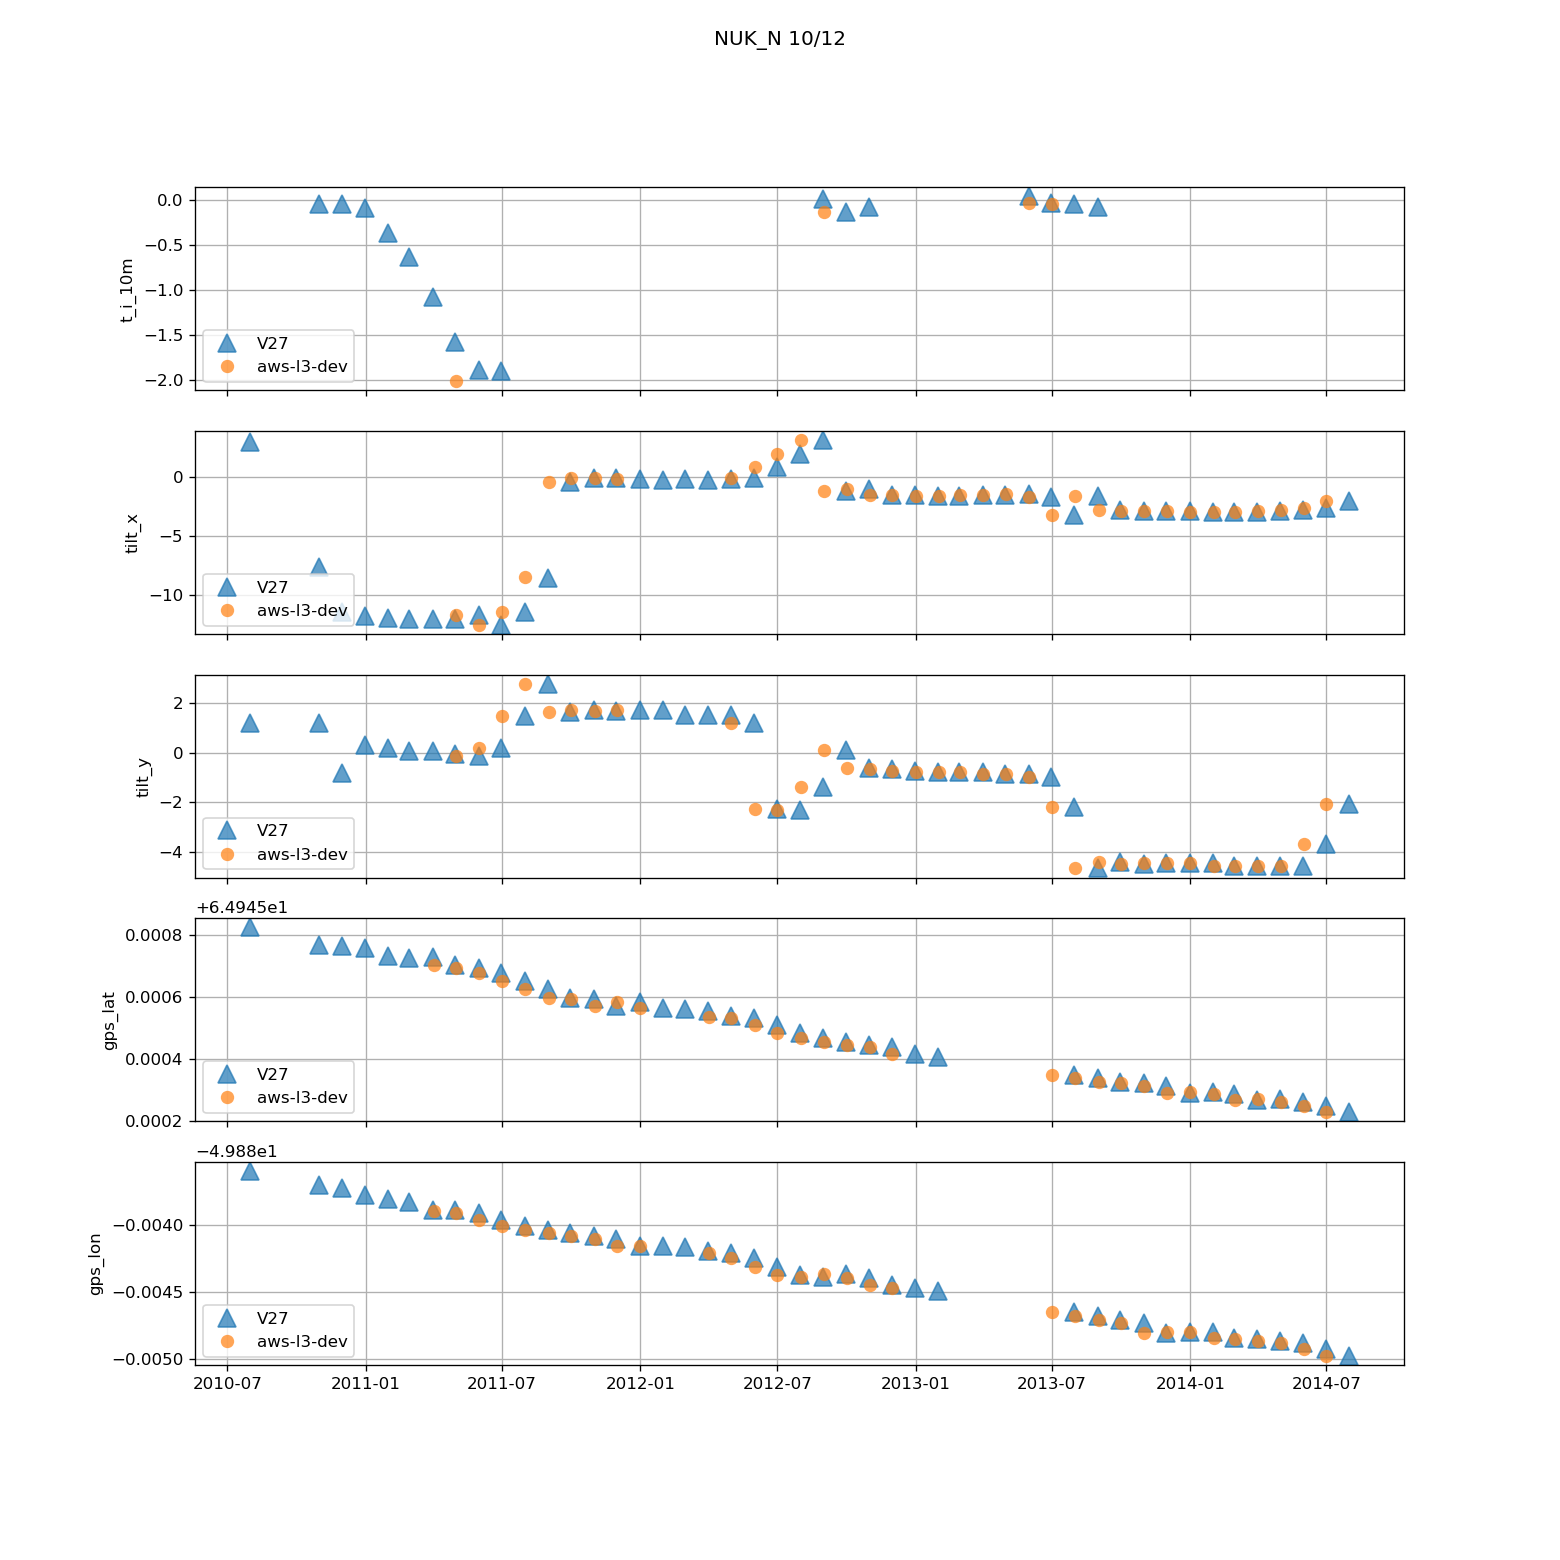 NUK_N 10/12
t_i_10m
0.0
−0.5
−1.0
−1.5
−2.0
V27
aws-l3-dev
tilt_x
0
−5
−10
V27
aws-l3-dev
tilt_y
2
0
−2
−4
V27
aws-l3-dev
+6.4945e1
gps_lat
0.0008
0.0006
0.0004
0.0002
V27
aws-l3-dev
−4.988e1
gps_lon
−0.0040
−0.0045
−0.0050
V27
aws-l3-dev
2010-07 2011-01 2011-07 2012-01 2012-07 2013-01 2013-07 2014-01 2014-07